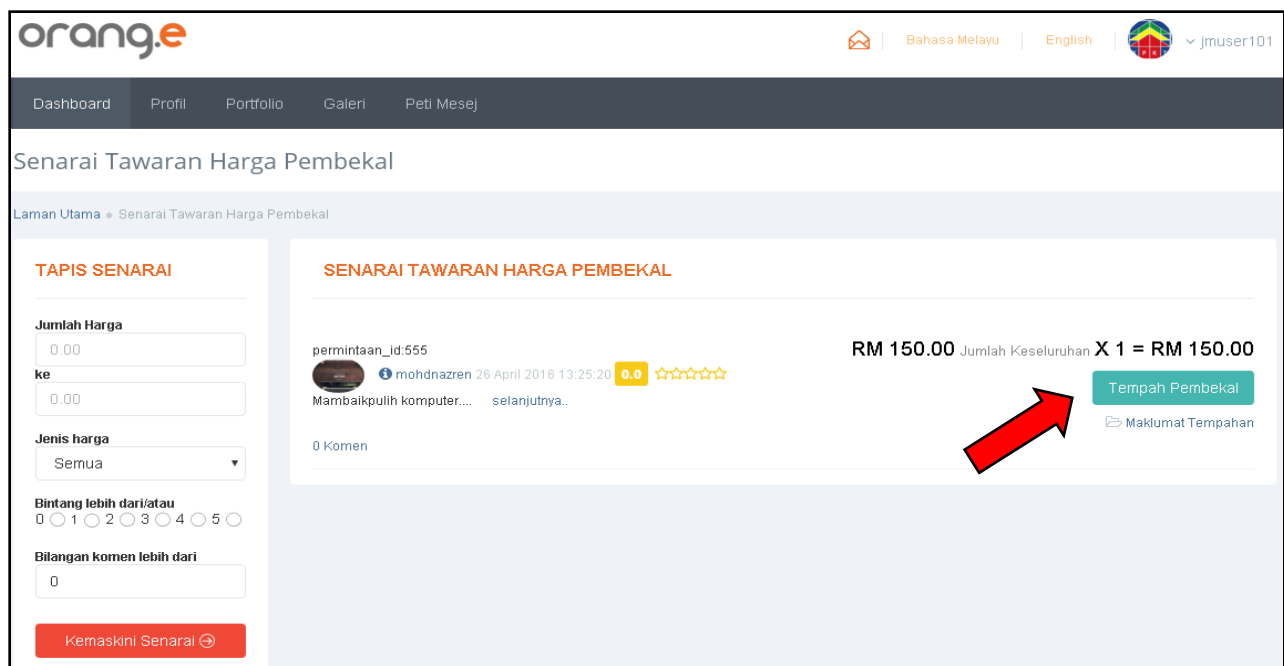 orang.e
Bahasa Melayu English jmuser101
Dashboard Profil Portfolio Galeri Peti Mesej
Senarai Tawaran Harga Pembekal
Laman Utama Senarai Tawaran Harga Pembekal
TAPIS SENARAI
Jumlah Harga
0.00
ke
0.00
Jenis harga
Semua
Bintang lebih dari/atau
0 1 2 3 4 5
Bilangan komen lebih dari
0
Kemaskini Senarai
SENARAI TAWARAN HARGA PEMBEKAL
permintaan_id:555
mohdnazren 26 April 2016 13:25:20 0.0
Mambaikpulih komputer.... selanjutnya..
0 Komen
RM 150.00 Jumlah Keseluruhan X 1 = RM 150.00
Tempah Pembekal
Maklumat Tempahan